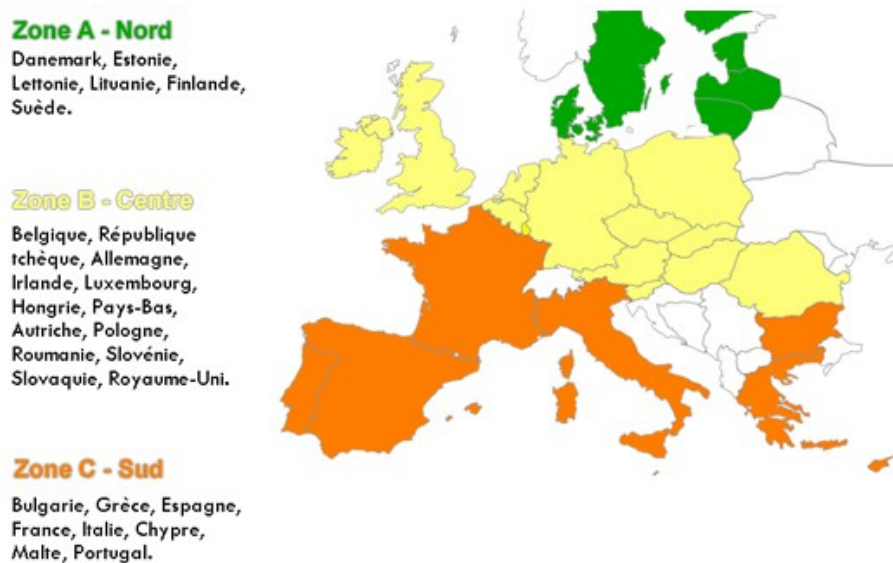 Zone A - Nord
Danemark, Estonie,
Lettonie, Lituanie, Finlande,
Suède.
Zone B - Centre
Belgique, République
tchèque, Allemagne,
Irlande, Luxembourg,
Hongrie, Pays-Bas,
Autriche, Pologne,
Roumanie, Slovénie,
Slovaquie, Royaume-Uni.
Zone C - Sud
Bulgarie, Grèce, Espagne,
France, Italie, Chypre,
Malte, Portugal.